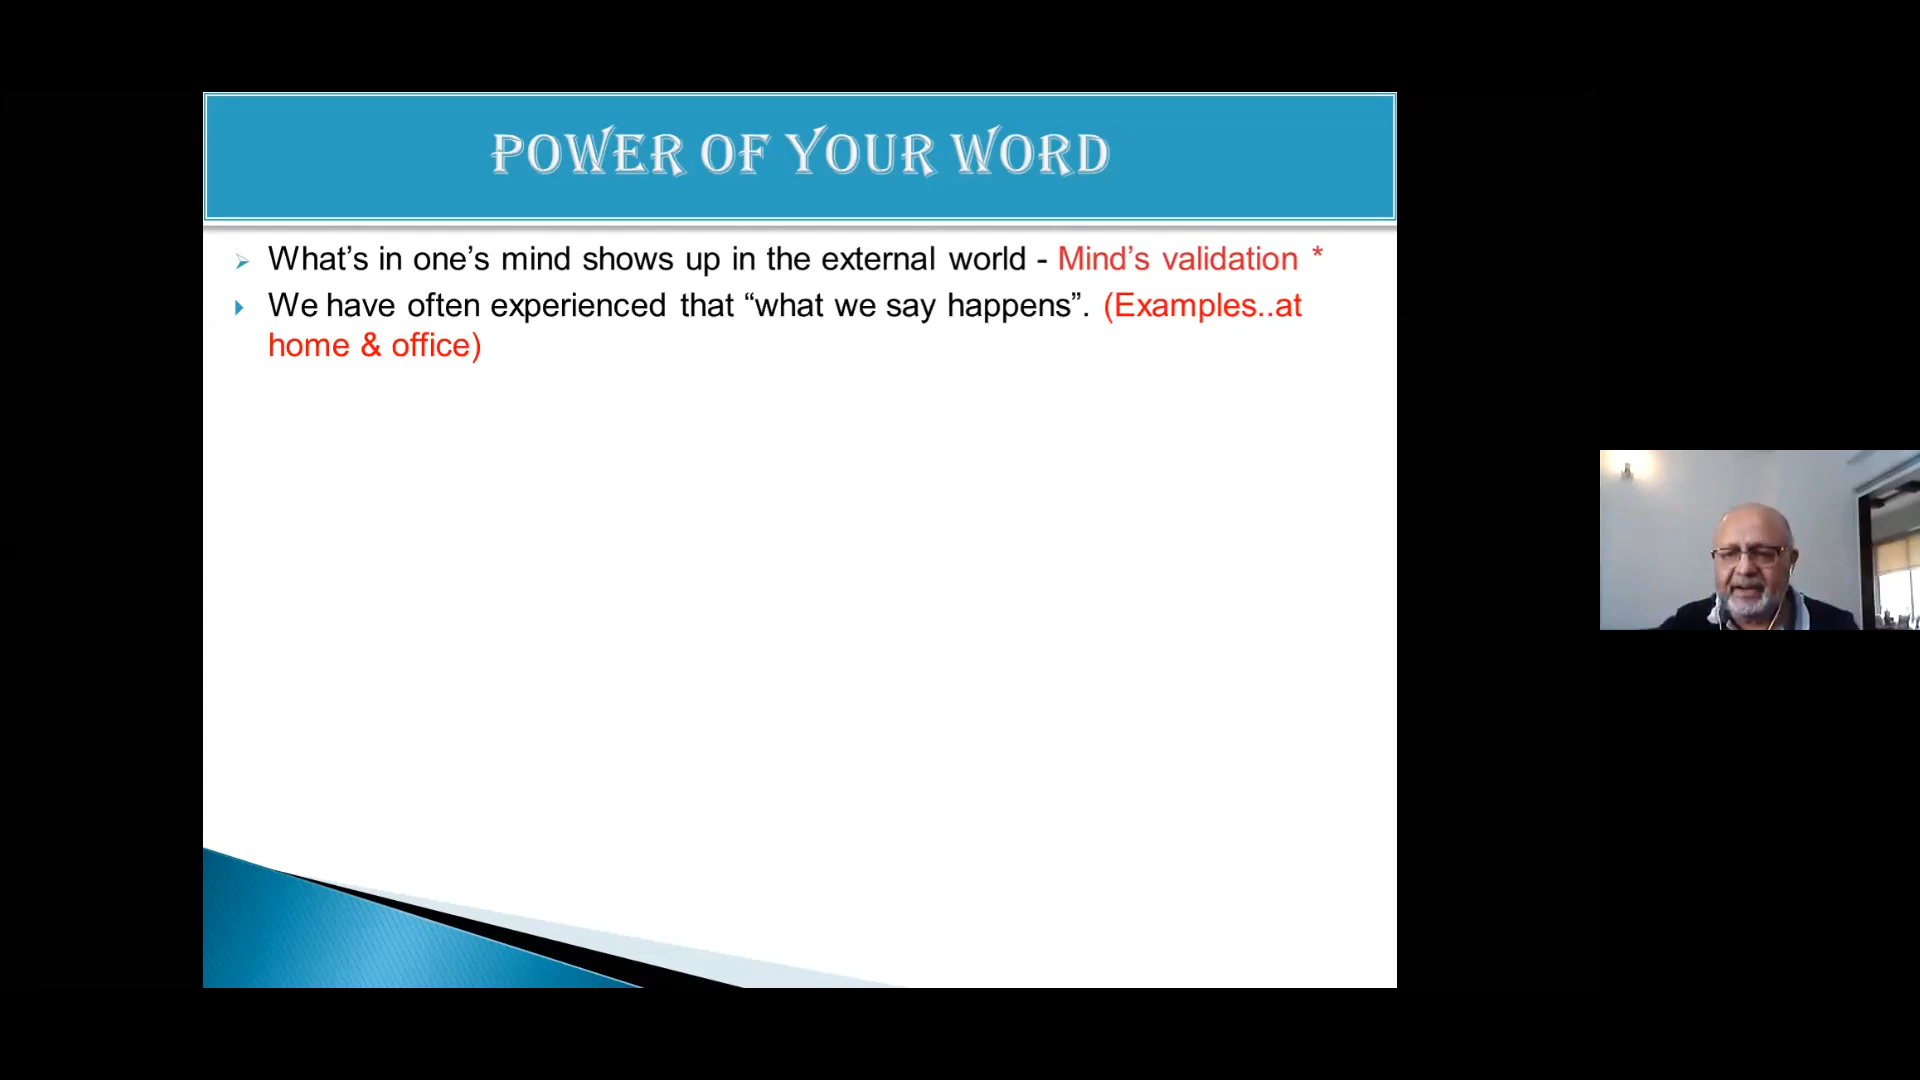 POWER OF YOUR WORD
What’s in one’s mind shows up in the external world - Mind’s validation *
We have often experienced that “what we say happens”. (Examples..at
home & office)